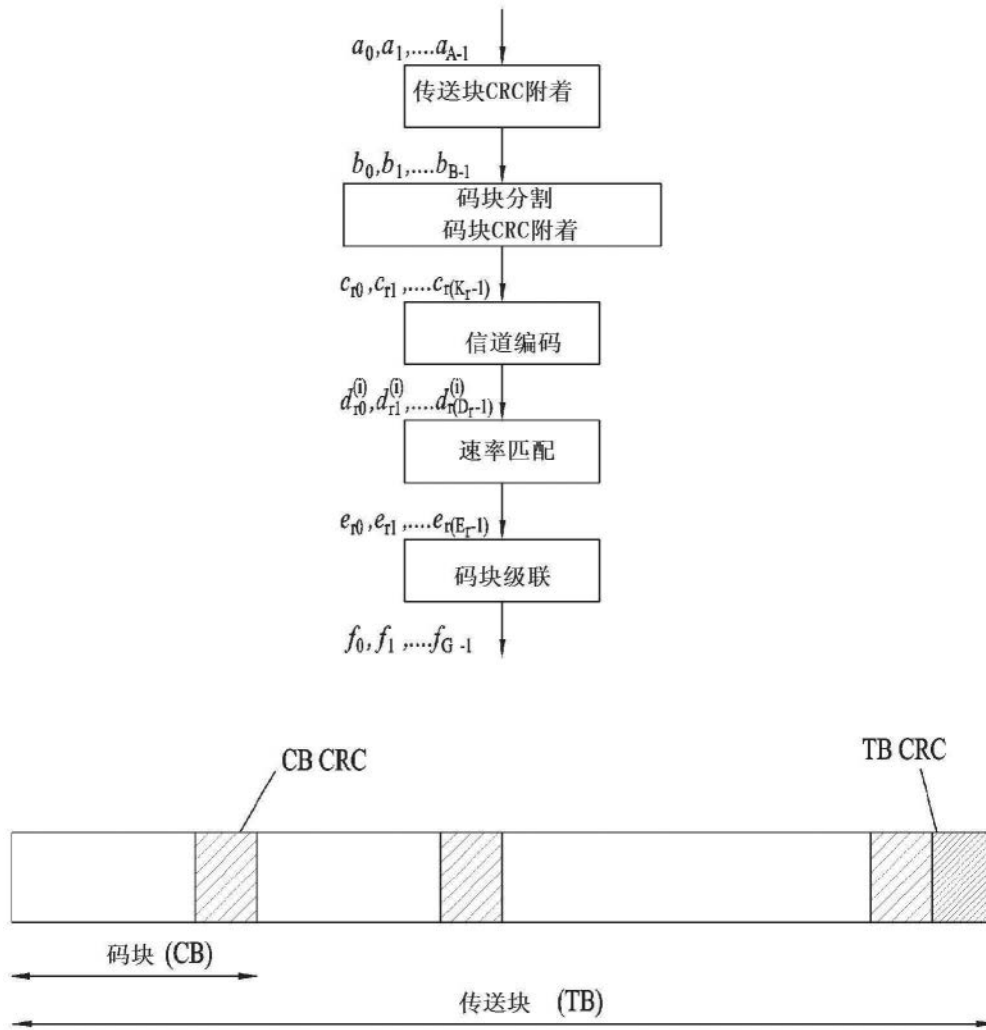 a0,a1,....aA-1
传送块CRC附着
b0,b1,....bB-1
码块分割
码块CRC附着
cr0,cr1,....cr(Kr-1)
信道编码
dr0(i),dr1(i),....dr(Dr-1)(i)
速率匹配
er0,er1,....er(Er-1)
码块级联
f0,f1,....fG-1
CB CRC
TB CRC
码块 (CB)
传送块 (TB)